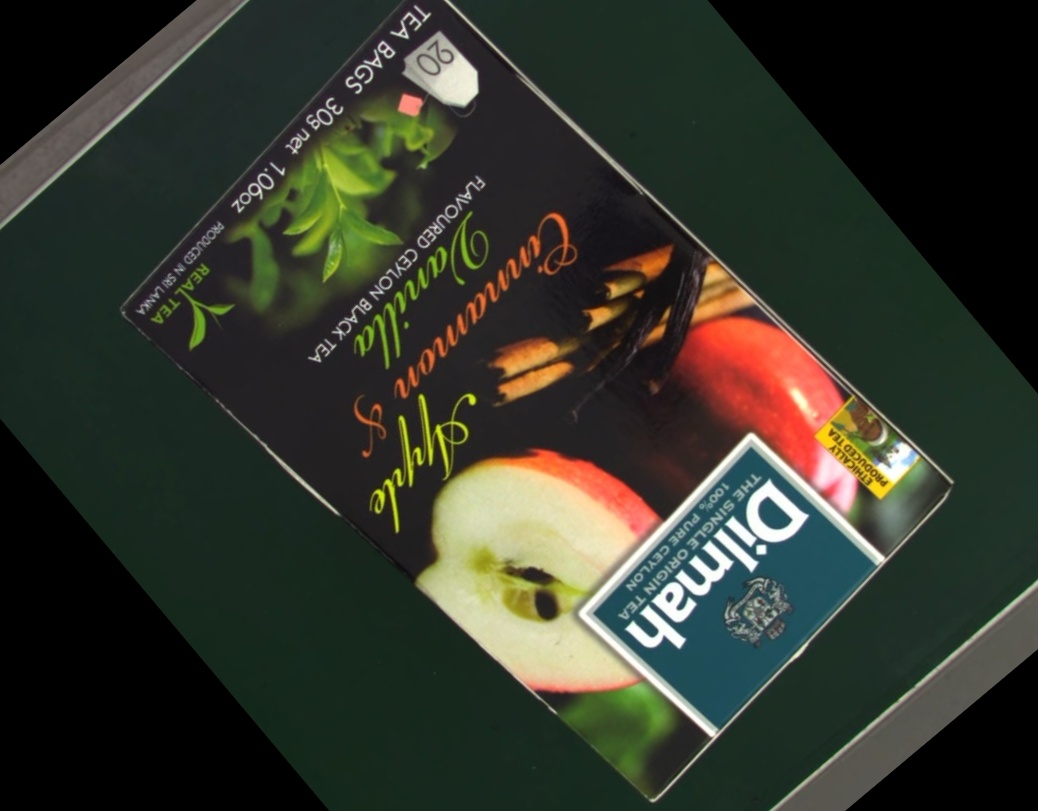 Dilmah
THE SINGLE ORIGIN TEA
100% PURE CEYLON
ETHICALLY
PRODUCED TEA
Apple
Cinnamon &
Vanilla
FLAVOURED CEYLON BLACK TEA
REAL TEA
PRODUCED IN SRI LANKA
20
TEA BAGS 30g net 1.06oz